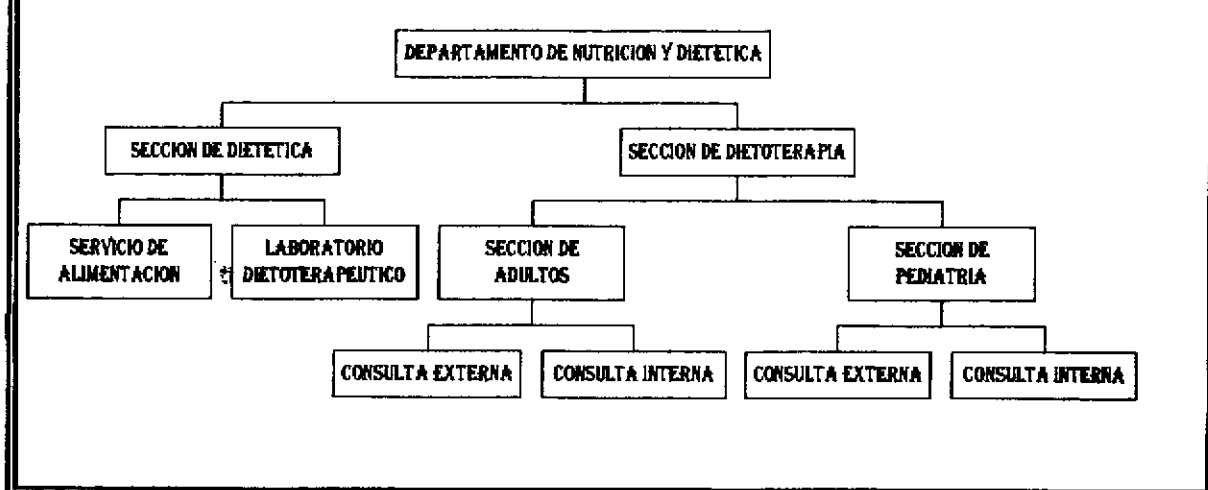 DEPARTAMENTO DE NUTRICION Y DIETETICA
SECCION DE DIETETICA
SECCION DE DIETOTERAPIA
SERVICIO DE
ALIMENTACION
LABORATORIO
DIETOTERAPEUTICO
SECCION DE
ADULTOS
SECCION DE
PEDIATRIA
CONSULTA EXTERNA
CONSULTA INTERNA
CONSULTA EXTERNA
CONSULTA INTERNA